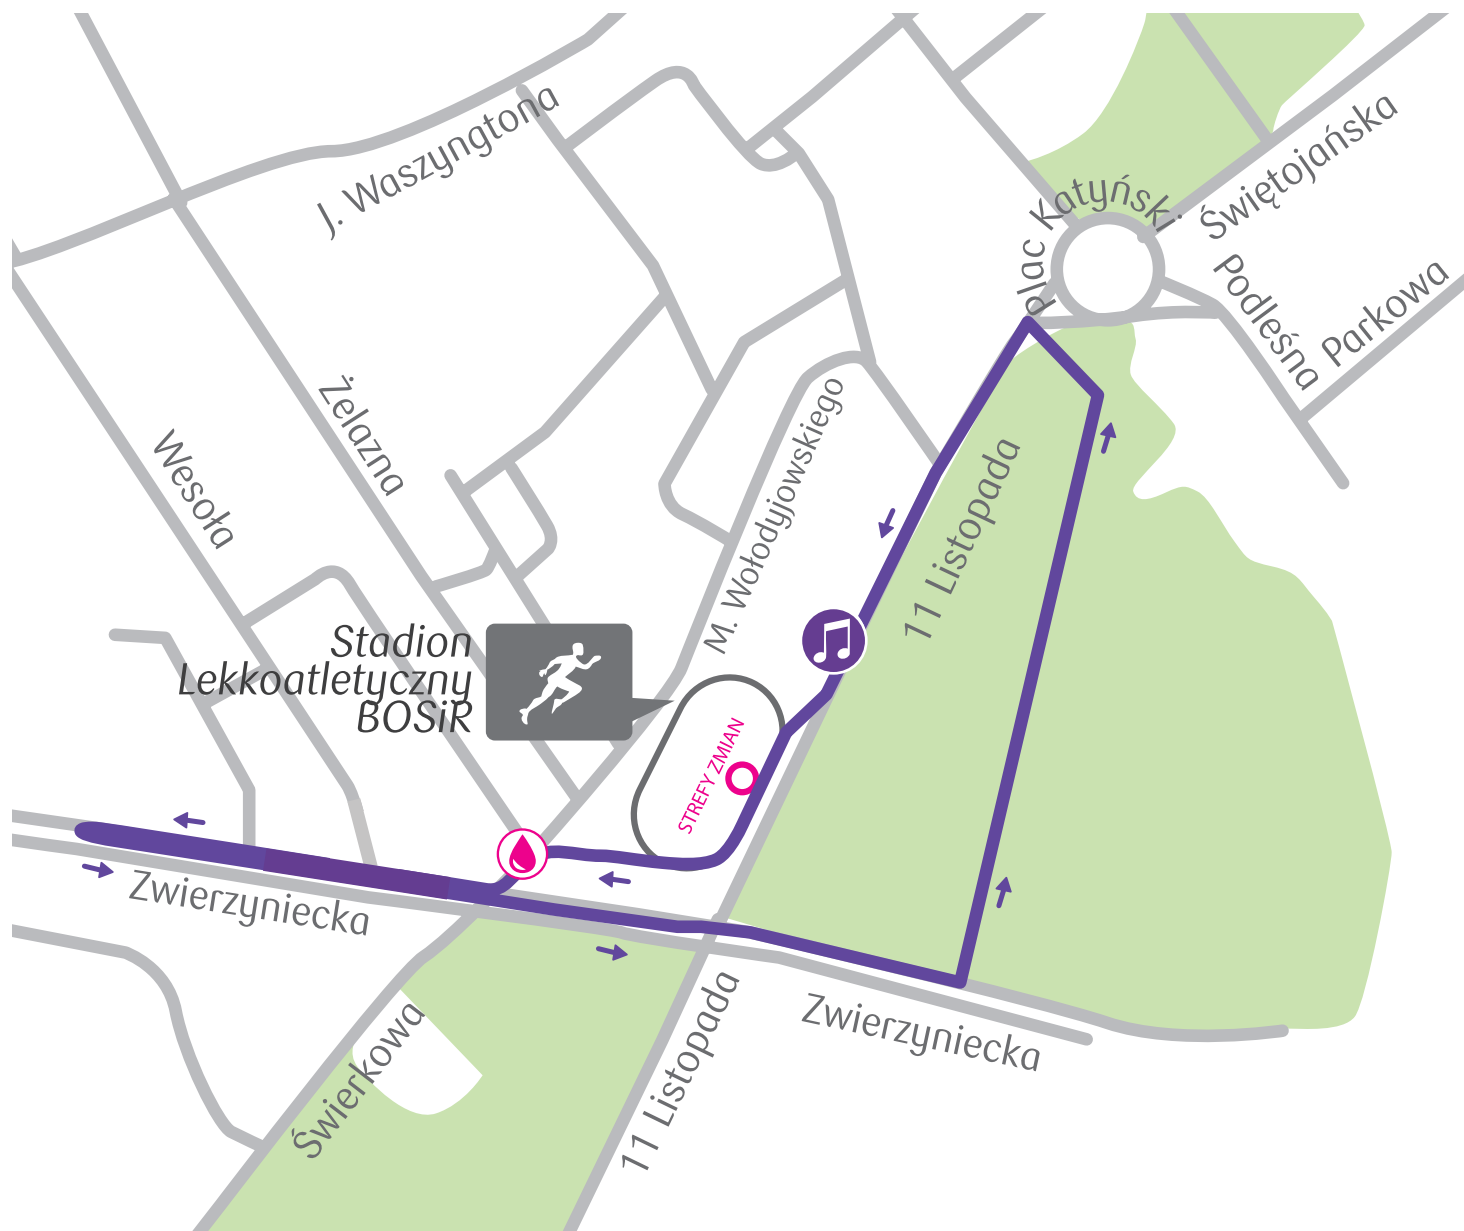 J. Waszyngtona
plac Katyński
Świętojańska
Podleśna
Parkowa
Żelazna
Wesoła
M. Wołodyjowskiego
11 Listopada
Stadion
Lekkoatletyczny
BOSiR
STREFY ZMIAN
Zwierzyniecka
Zwierzyniecka
Świerkowa
11 Listopada